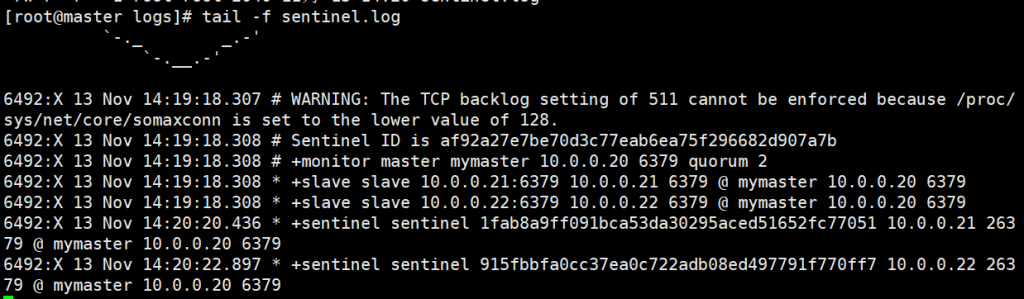 [root@master logs]# tail -f sentinel.log
`-._ _.-'
`-.__.-'
6492:X 13 Nov 14:19:18.307 # WARNING: The TCP backlog setting of 511 cannot be enforced because /proc/
sys/net/core/somaxconn is set to the lower value of 128.
6492:X 13 Nov 14:19:18.308 # Sentinel ID is af92a27e7be70d3c77eab6ea75f296682d907a7b
6492:X 13 Nov 14:19:18.308 # +monitor master mymaster 10.0.0.20 6379 quorum 2
6492:X 13 Nov 14:19:18.308 * +slave slave 10.0.0.21:6379 10.0.0.21 6379 @ mymaster 10.0.0.20 6379
6492:X 13 Nov 14:19:18.308 * +slave slave 10.0.0.22:6379 10.0.0.22 6379 @ mymaster 10.0.0.20 6379
6492:X 13 Nov 14:20:20.436 * +sentinel sentinel 1fab8a9ff091bca53da30295aced51652fc77051 10.0.0.21 263
79 @ mymaster 10.0.0.20 6379
6492:X 13 Nov 14:20:22.897 * +sentinel sentinel 915fbbfa0cc37ea0c722adb08ed497791f770ff7 10.0.0.22 263
79 @ mymaster 10.0.0.20 6379